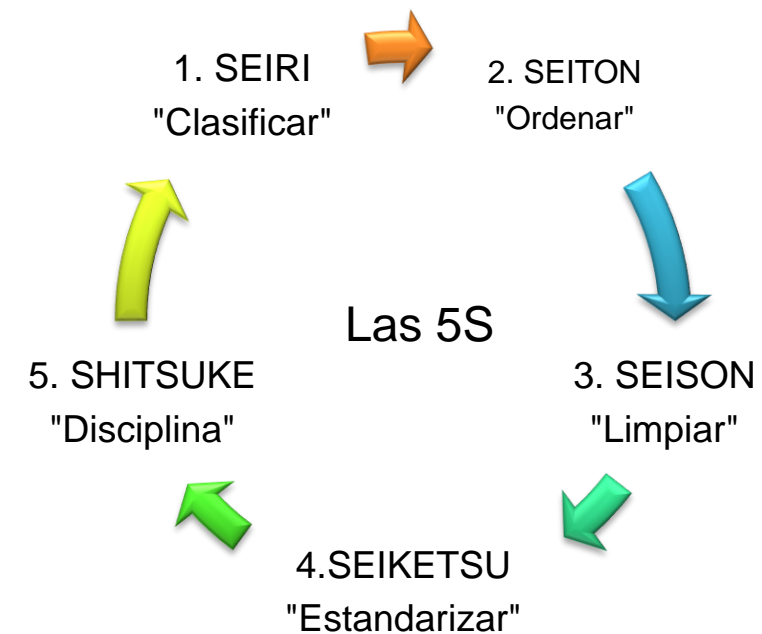 1. SEIRI
"Clasificar"
2. SEITON
"Ordenar"
Las 5S
3. SEISON
"Limpiar"
4.SEIKETSU
"Estandarizar"
5. SHITSUKE
"Disciplina"